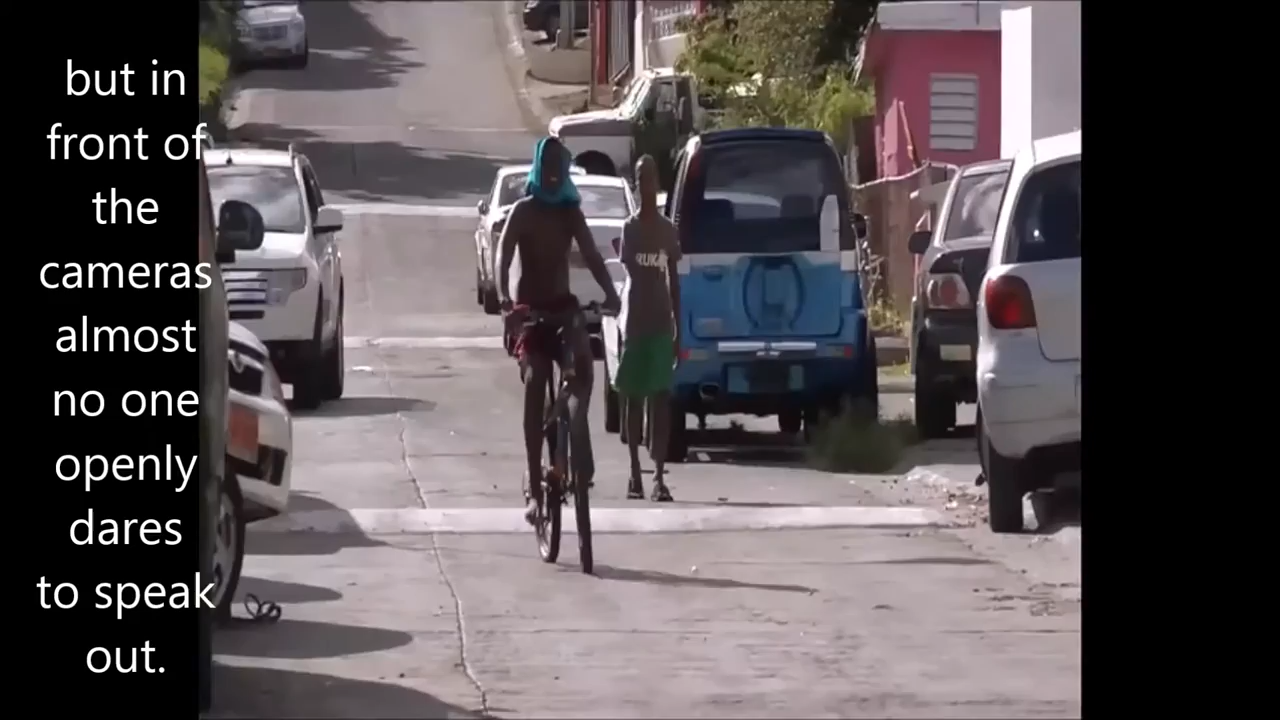 but in
front of
the
cameras
almost
no one
openly
dares
to speak
out.